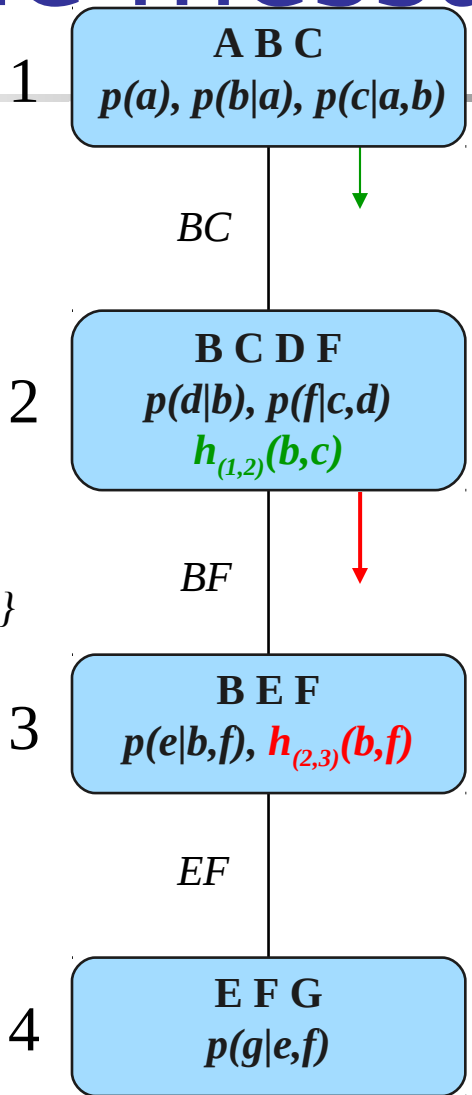 1
A B C
p(a), p(b|a), p(c|a,b)
BC
2
B C D F
p(d|b), p(f|c,d)
h(1,2)(b,c)
BF
}
3
B E F
p(e|b,f), h(2,3)(b,f)
EF
4
E F G
p(g|e,f)